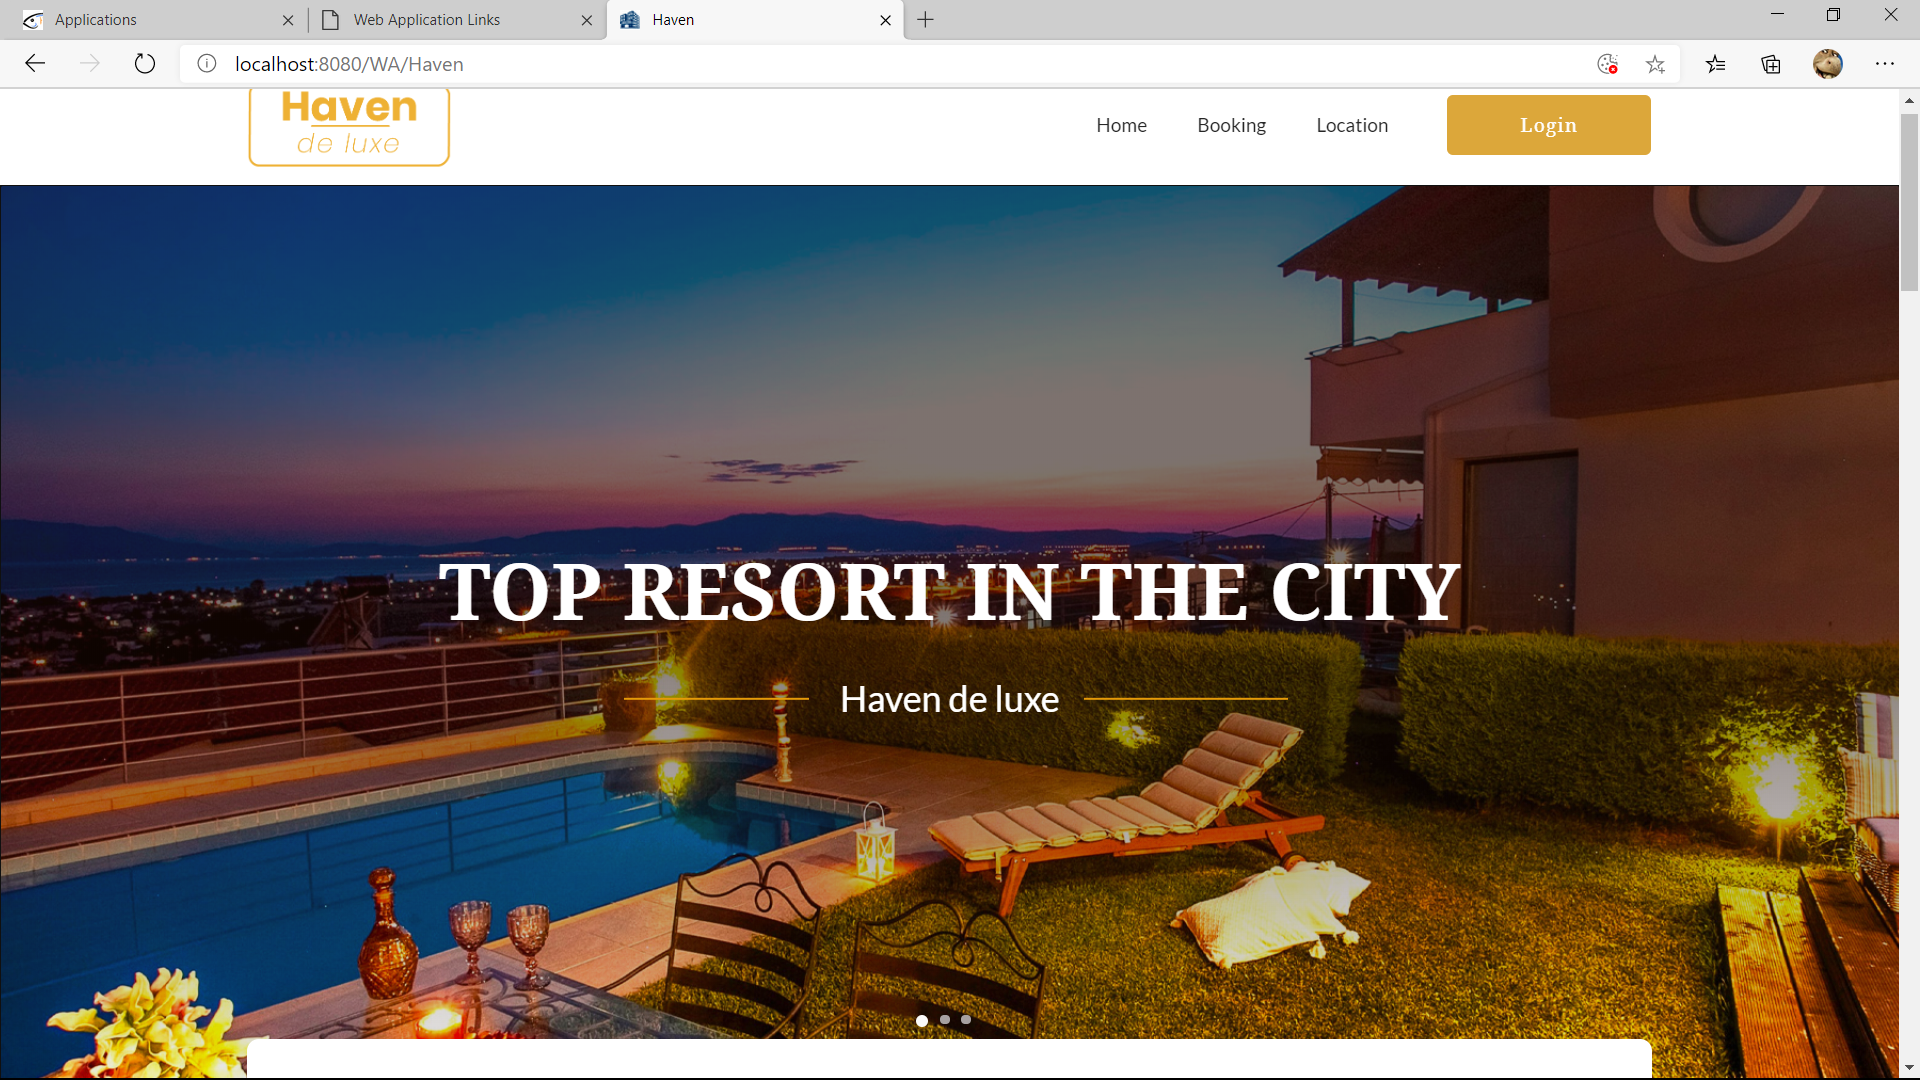 Applications
Web Application Links
Haven
localhost:8080/WA/Haven
Haven
de luxe
Home
Booking
Location
Login
TOP RESORT IN THE CITY
Haven de luxe